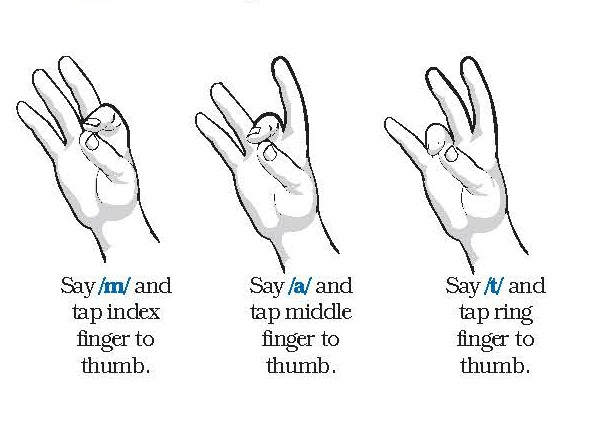 Say /m/ and
tap index
finger to
thumb.
Say /a/ and
tap middle
finger to
thumb.
Say /t/ and
tap ring
finger to
thumb.